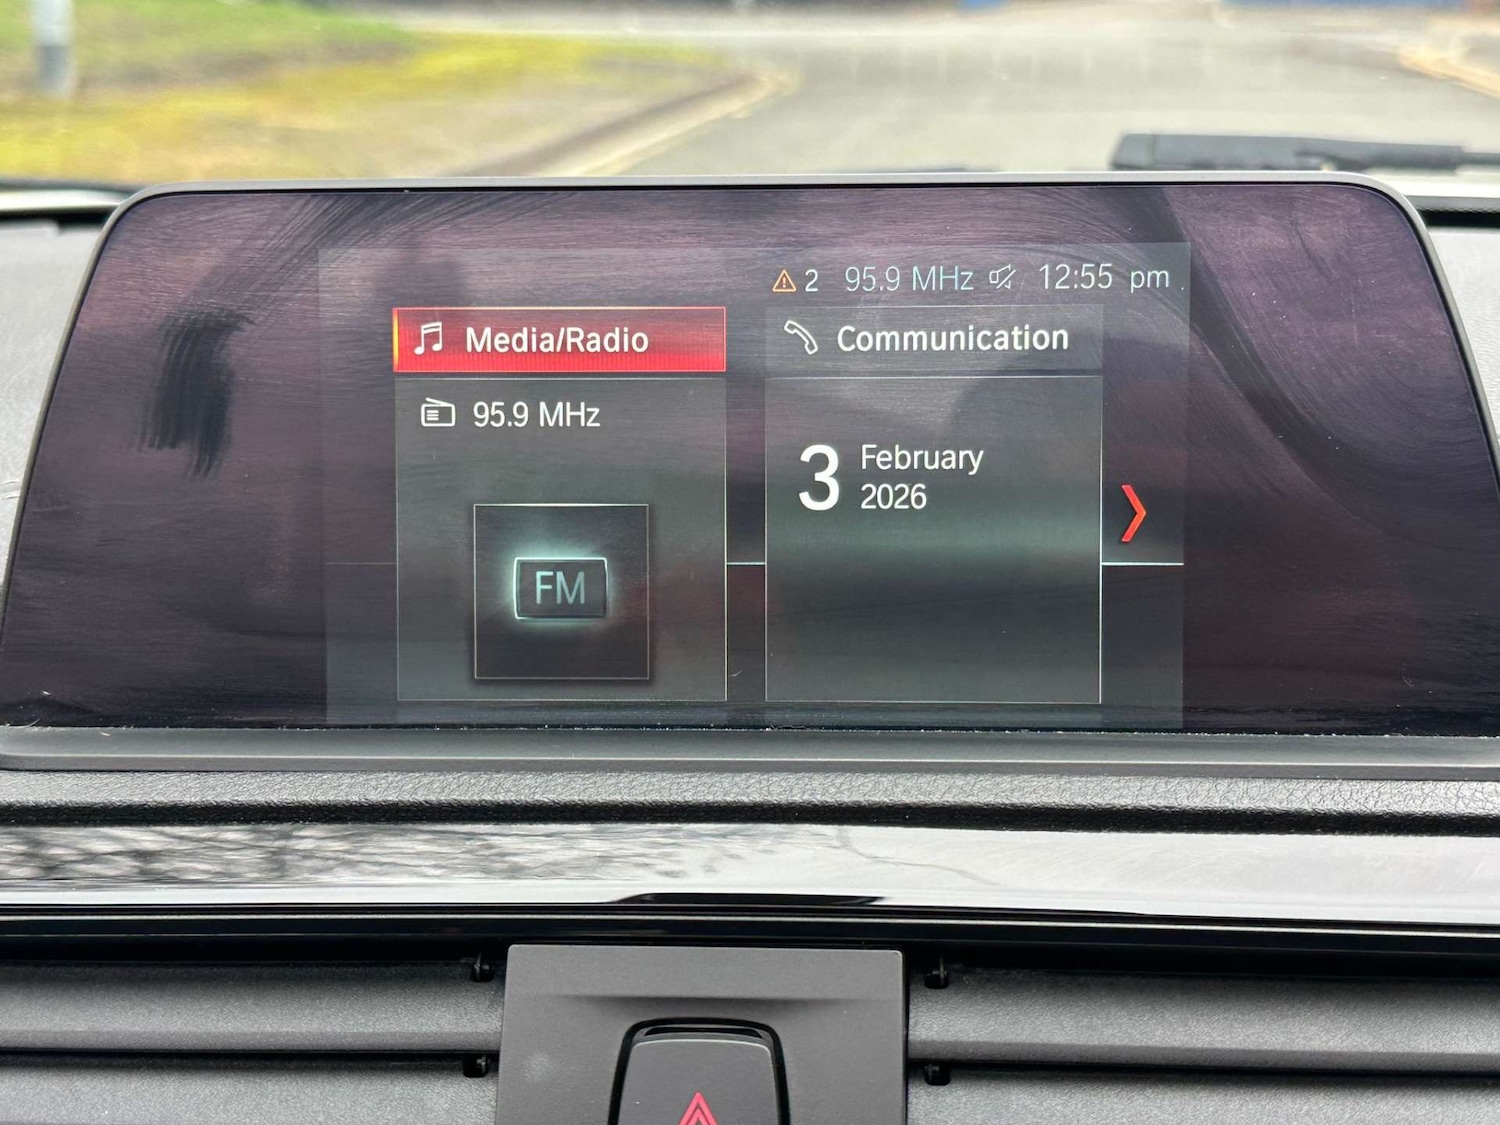 2 95.9 MHz 12:55 pm
Media/Radio
Communication
95.9 MHz
3 February
2026
FM